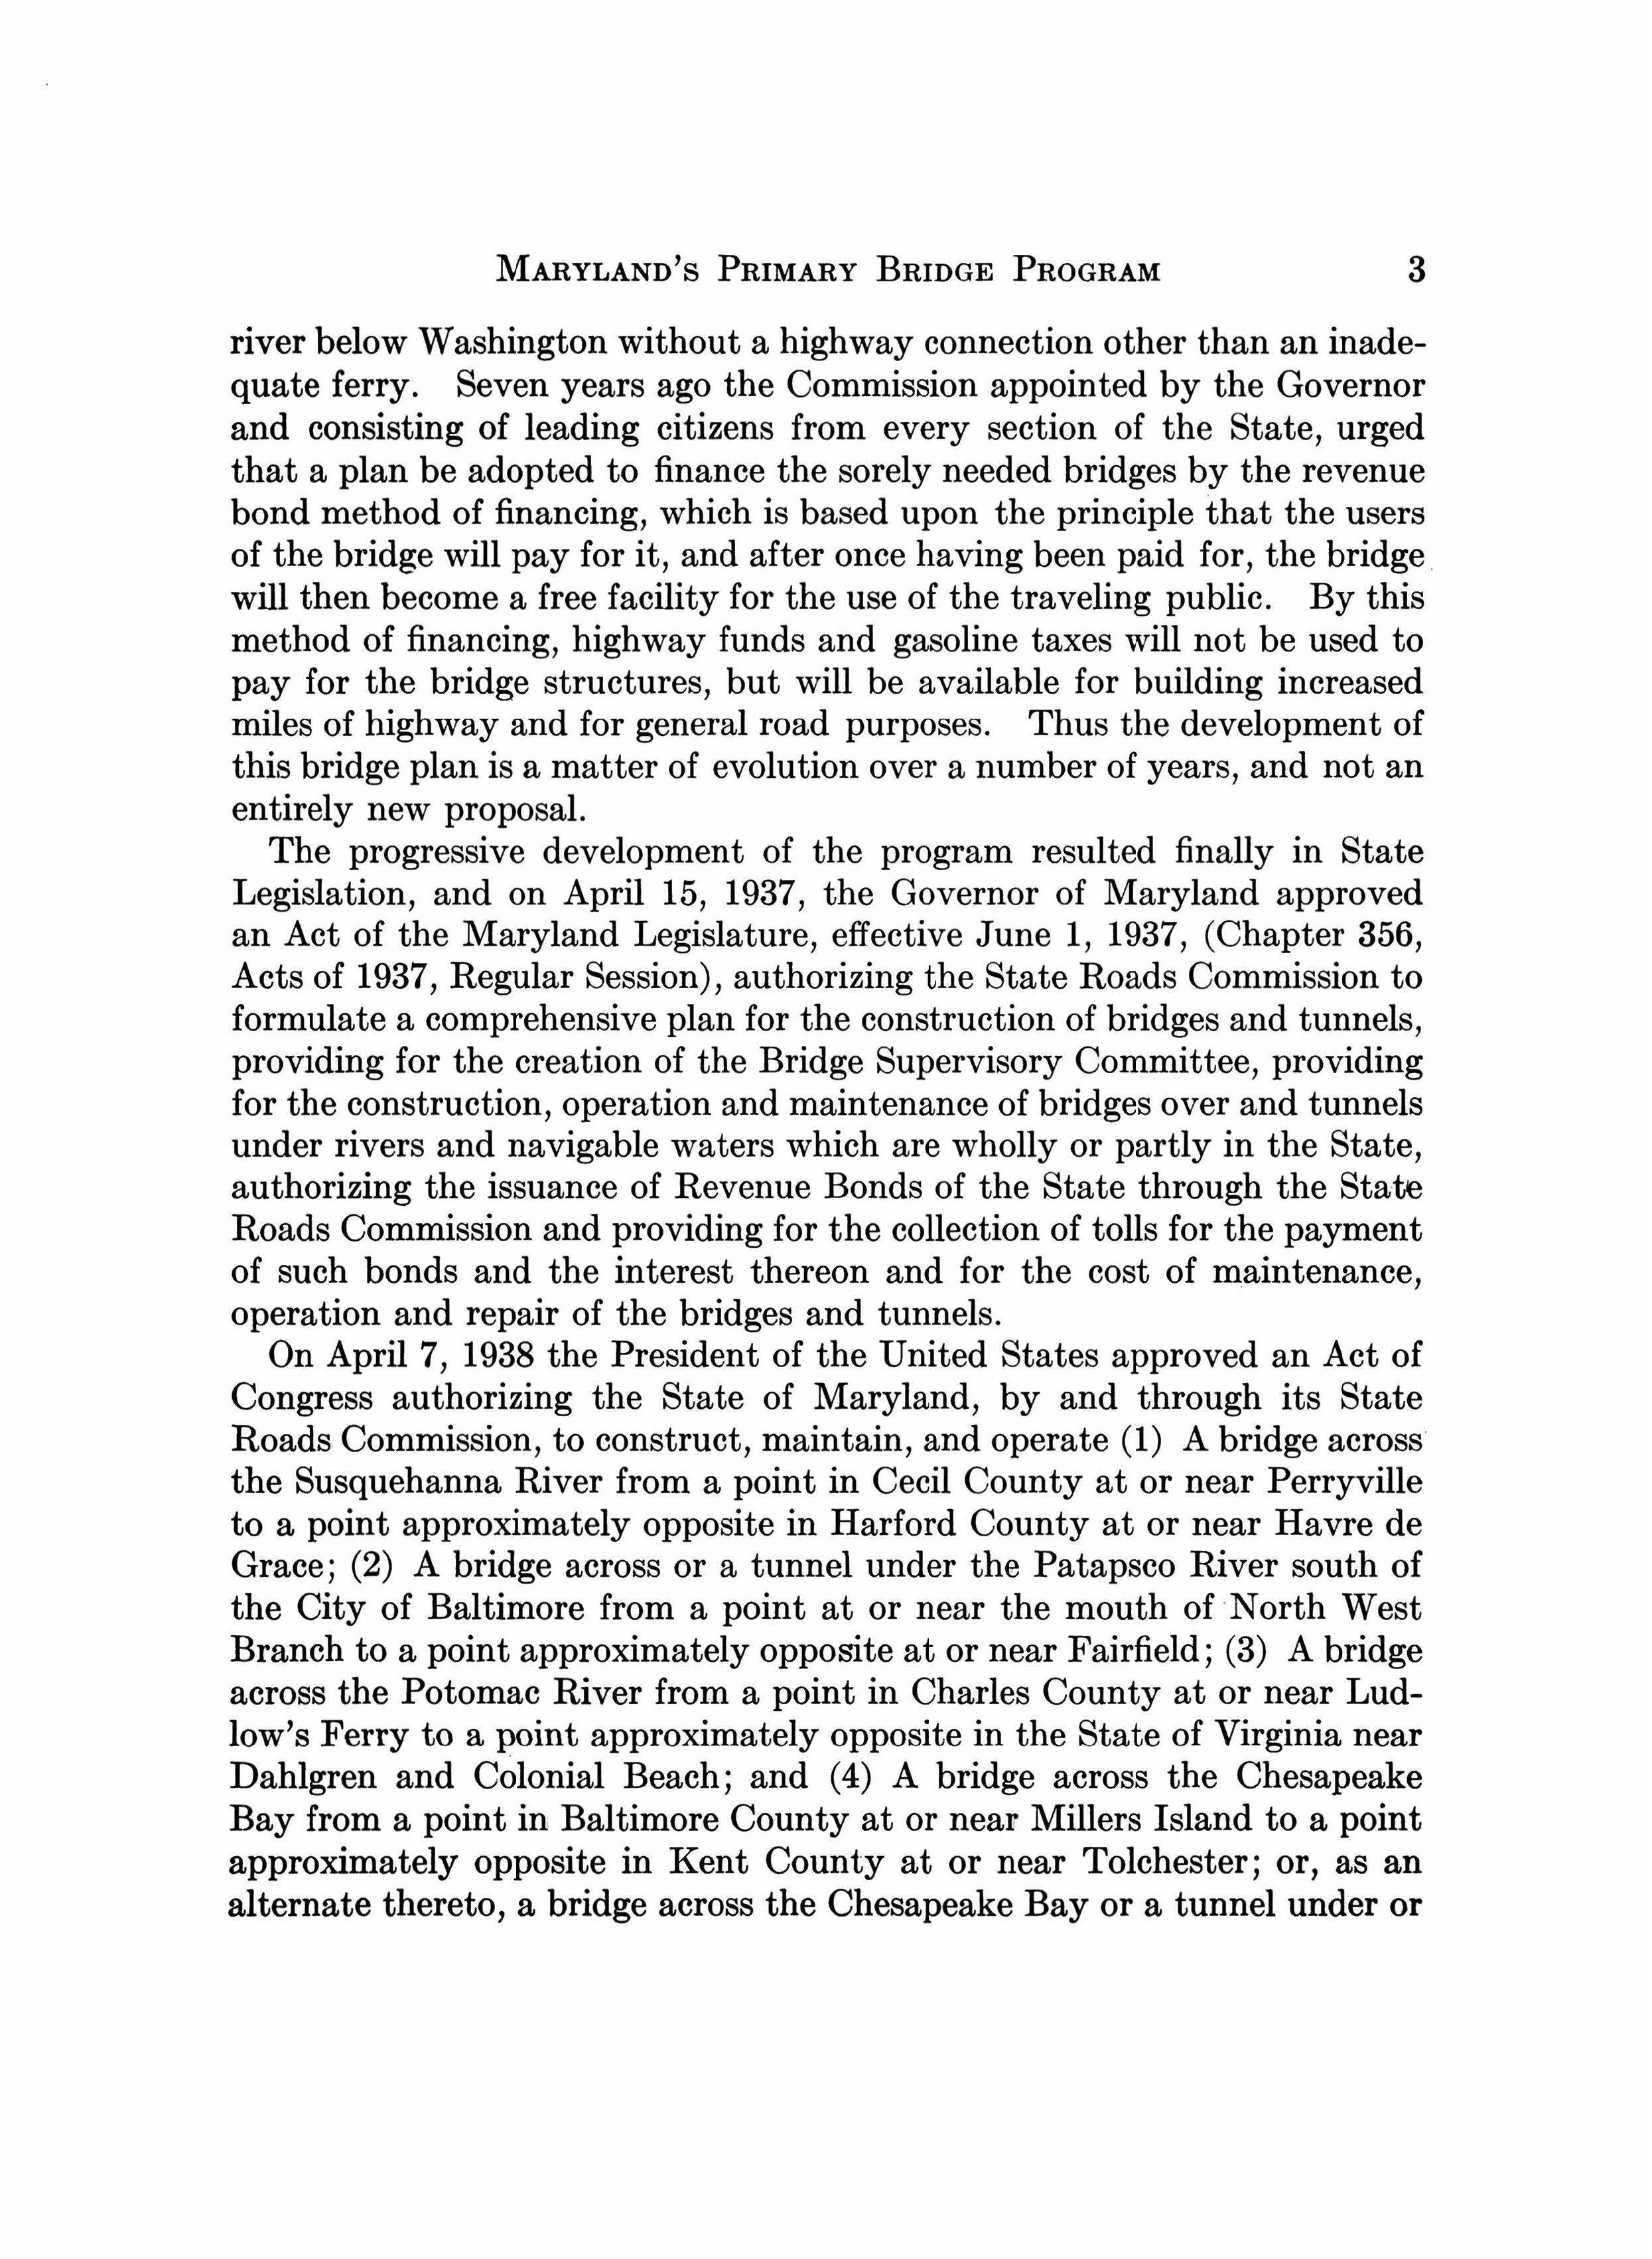 MARYLAND'S PRIMARY BRIDGE PROGRAM 3
river below Washington without a highway connection other than an inade-
quate ferry. Seven years ago the Commission appointed by the Governor
and consisting of leading citizens from every section of the State, urged
that a plan be adopted to finance the sorely needed bridges by the revenue
bond method of financing, which is based upon the principle that the users
of the bridge will pay for it, and after once having been paid for, the bridge
will then become a free facility for the use of the traveling public. By this
method of financing, highway funds and gasoline taxes will not be used to
pay for the bridge structures, but will be available for building increased
miles of highway and for general road purposes. Thus the development of
this bridge plan is a matter of evolution over a number of years, and not an
entirely new proposal.
The progressive development of the program resulted finally in State
Legislation, and on April 15, 1937, the Governor of Maryland approved
an Act of the Maryland Legislature, effective June 1, 1937, (Chapter 356,
Acts of 1937, Regular Session), authorizing the State Roads Commission to
formulate a comprehensive plan for the construction of bridges and tunnels,
providing for the creation of the Bridge Supervisory Committee, providing
for the construction, operation and maintenance of bridges over and tunnels
under rivers and navigable waters which are wholly or partly in the State,
authorizing the issuance of Revenue Bonds of the State through the State
Roads Commission and providing for the collection of tolls for the payment
of such bonds and the interest thereon and for the cost of maintenance,
operation and repair of the bridges and tunnels.
On April 7, 1938 the President of the United States approved an Act of
Congress authorizing the State of Maryland, by and through its State
Roads Commission, to construct, maintain, and operate (1) A bridge across
the Susquehanna River from a point in Cecil County at or near Perryville
to a point approximately opposite in Harford County at or near Havre de
Grace; (2) A bridge across or a tunnel under the Patapsco River south of
the City of Baltimore from a point at or near the mouth of North West
Branch to a point approximately opposite at or near Fairfield; (3) A bridge
across the Potomac River from a point in Charles County at or near Lud-
low's Ferry to a point approximately opposite in the State of Virginia near
Dahlgren and Colonial Beach; and (4) A bridge across the Chesapeake
Bay from a point in Baltimore County at or near Millers Island to a point
approximately opposite in Kent County at or near Tolchester; or, as an
alternate thereto, a bridge across the Chesapeake Bay or a tunnel under or